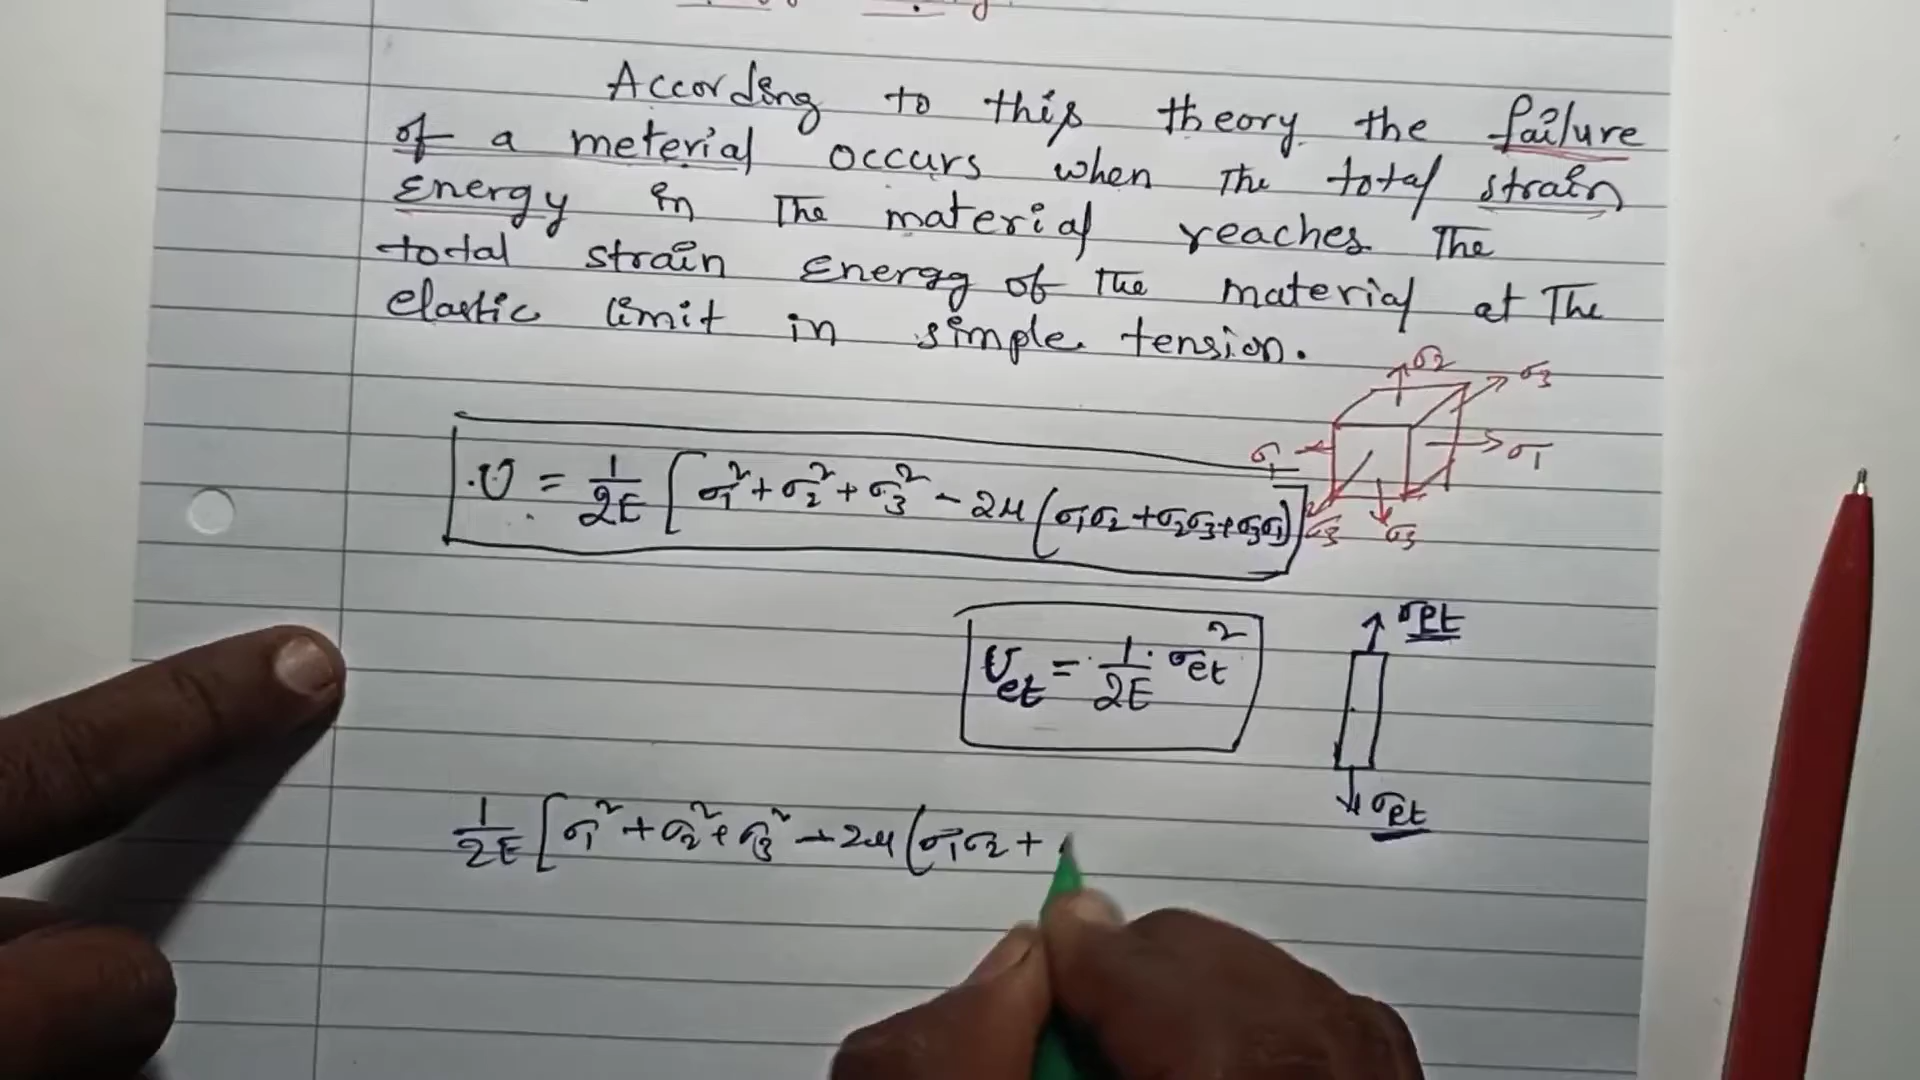 According to this theory the failure
of a meterial occurs when The total strain
Energy in The material reaches The
total strain Energy of The material at The
elastic limit in simple tension.
σ2
σ3
σ1
σ1
σ3
σ3
U = 1/2E [σ1² + σ2² + σ3² - 2μ (σ1σ2 + σ2σ3 + σ3σ1)]
σet
Uet = 1/2E · σet²
σet
1/2E [σ1² + σ2² + σ3² - 2μ (σ1σ2 +